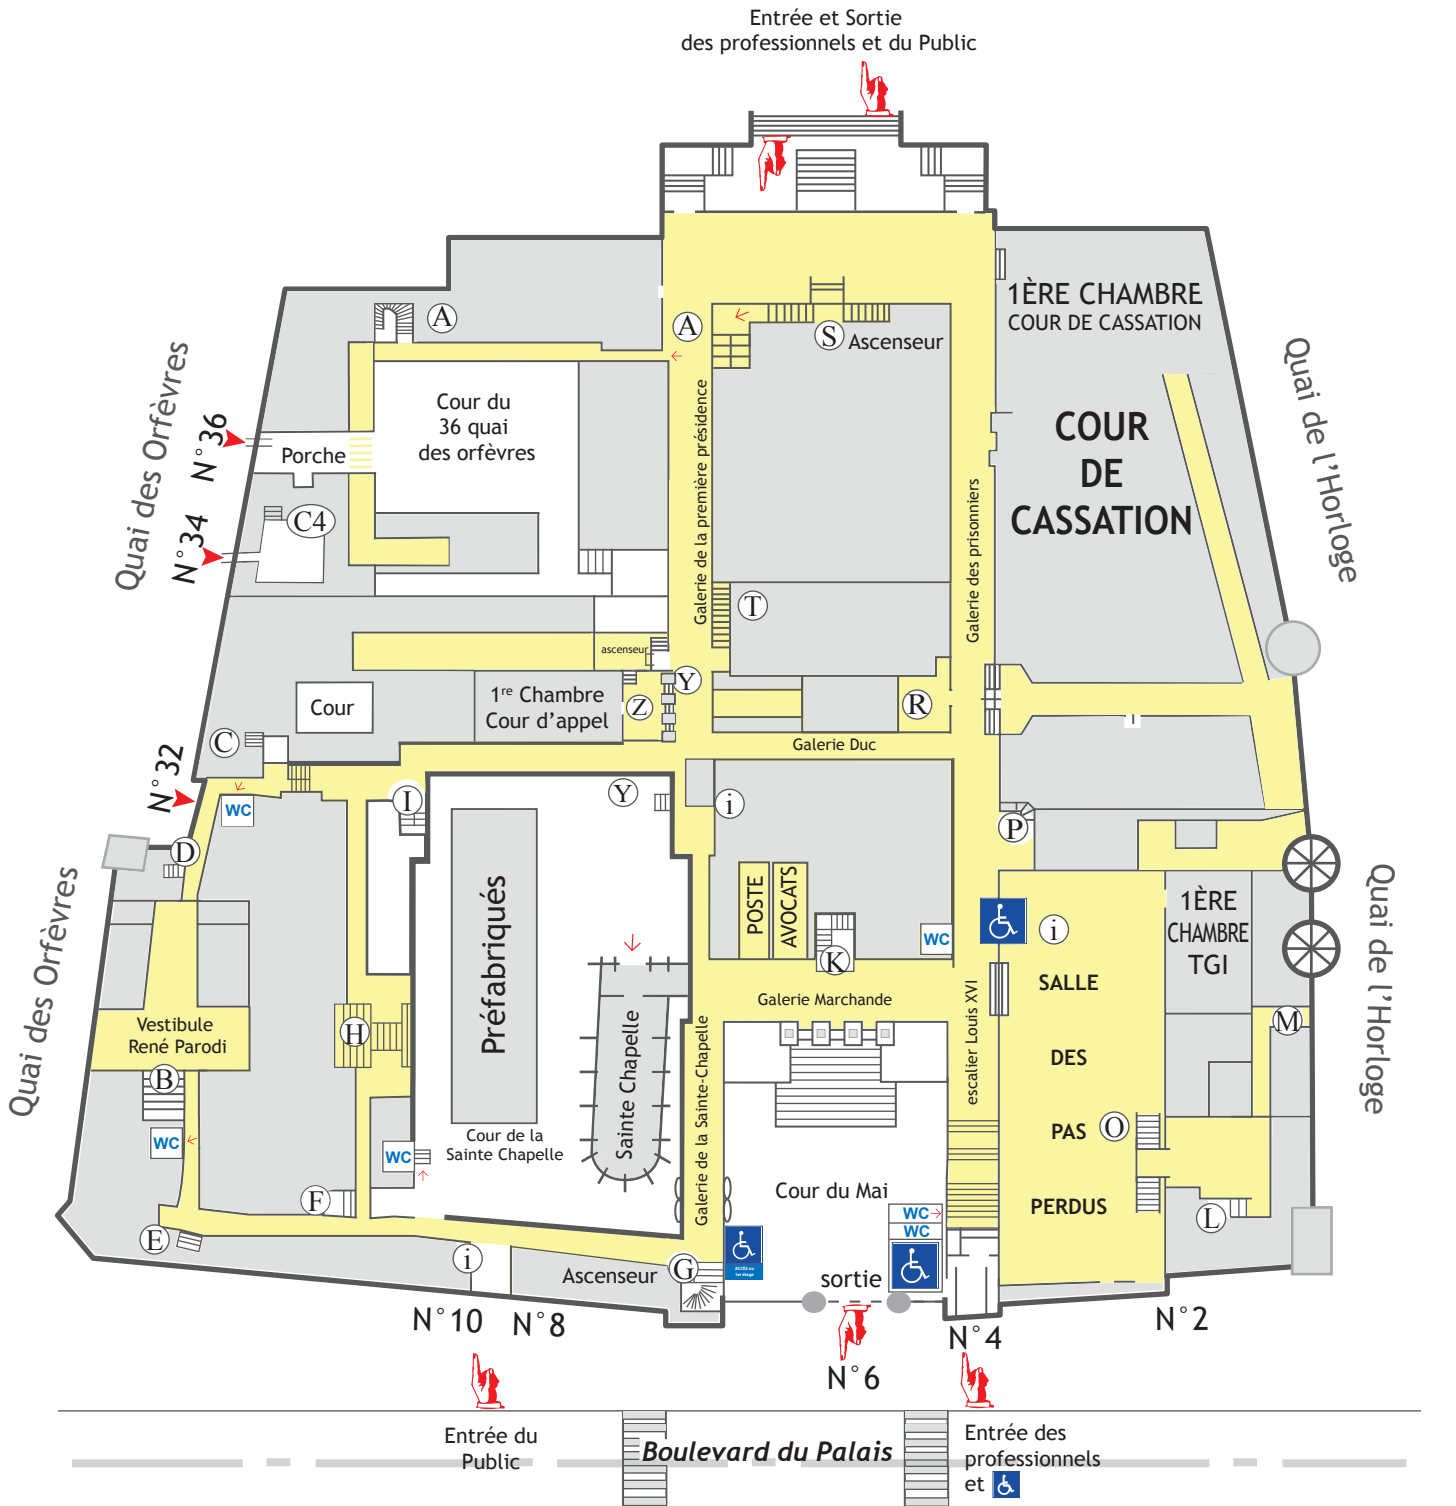 Entrée et Sortie
des professionnels et du Public
1ÈRE CHAMBRE
COUR DE CASSATION
A
A
S
Ascenseur
Quai des Orfèvres
N°36
Porche
Cour du
36 quai
des orfèvres
Galerie de la première présidence
Galerie des prisonniers
COUR
DE
CASSATION
Quai de l'Horloge
N°34
C4
T
ascenseur
Y
Z
1re Chambre
Cour d'appel
Cour
R
C
Galerie Duc
N°32
WC
I
Y
i
P
D
Quai des Orfèvres
Préfabriqués
POSTE
AVOCATS
K
WC
i
1ÈRE
CHAMBRE
TGI
Quai de l'Horloge
SALLE
DES
PAS
PERDUS
Galerie Marchande
escalier Louis XVI
Vestibule
René Parodi
H
M
B
WC
WC
Sainte Chapelle
Cour de la
Sainte Chapelle
Galerie de la Sainte-Chapelle
O
Cour du Mai
F
E
i
L
WC
WC
ACCÈS au
1er étage
Ascenseur
G
sortie
N°10
N°8
N°6
N°4
N°2
Entrée du
Public
Boulevard du Palais
Entrée des
professionnels
et